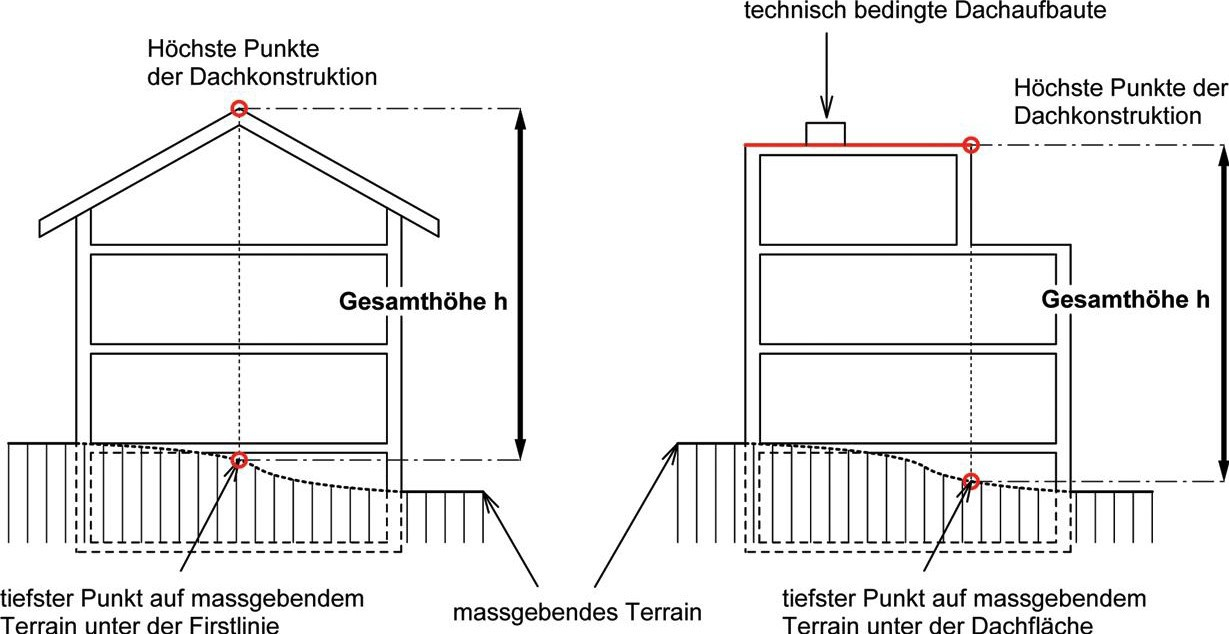 technisch bedingte Dachaufbaute
Höchste Punkte
der Dachkonstruktion
Höchste Punkte der
Dachkonstruktion
Gesamthöhe h
Gesamthöhe h
tiefster Punkt auf massgebendem
Terrain unter der Firstlinie
massgebendes Terrain
tiefster Punkt auf massgebendem
Terrain unter der Dachfläche